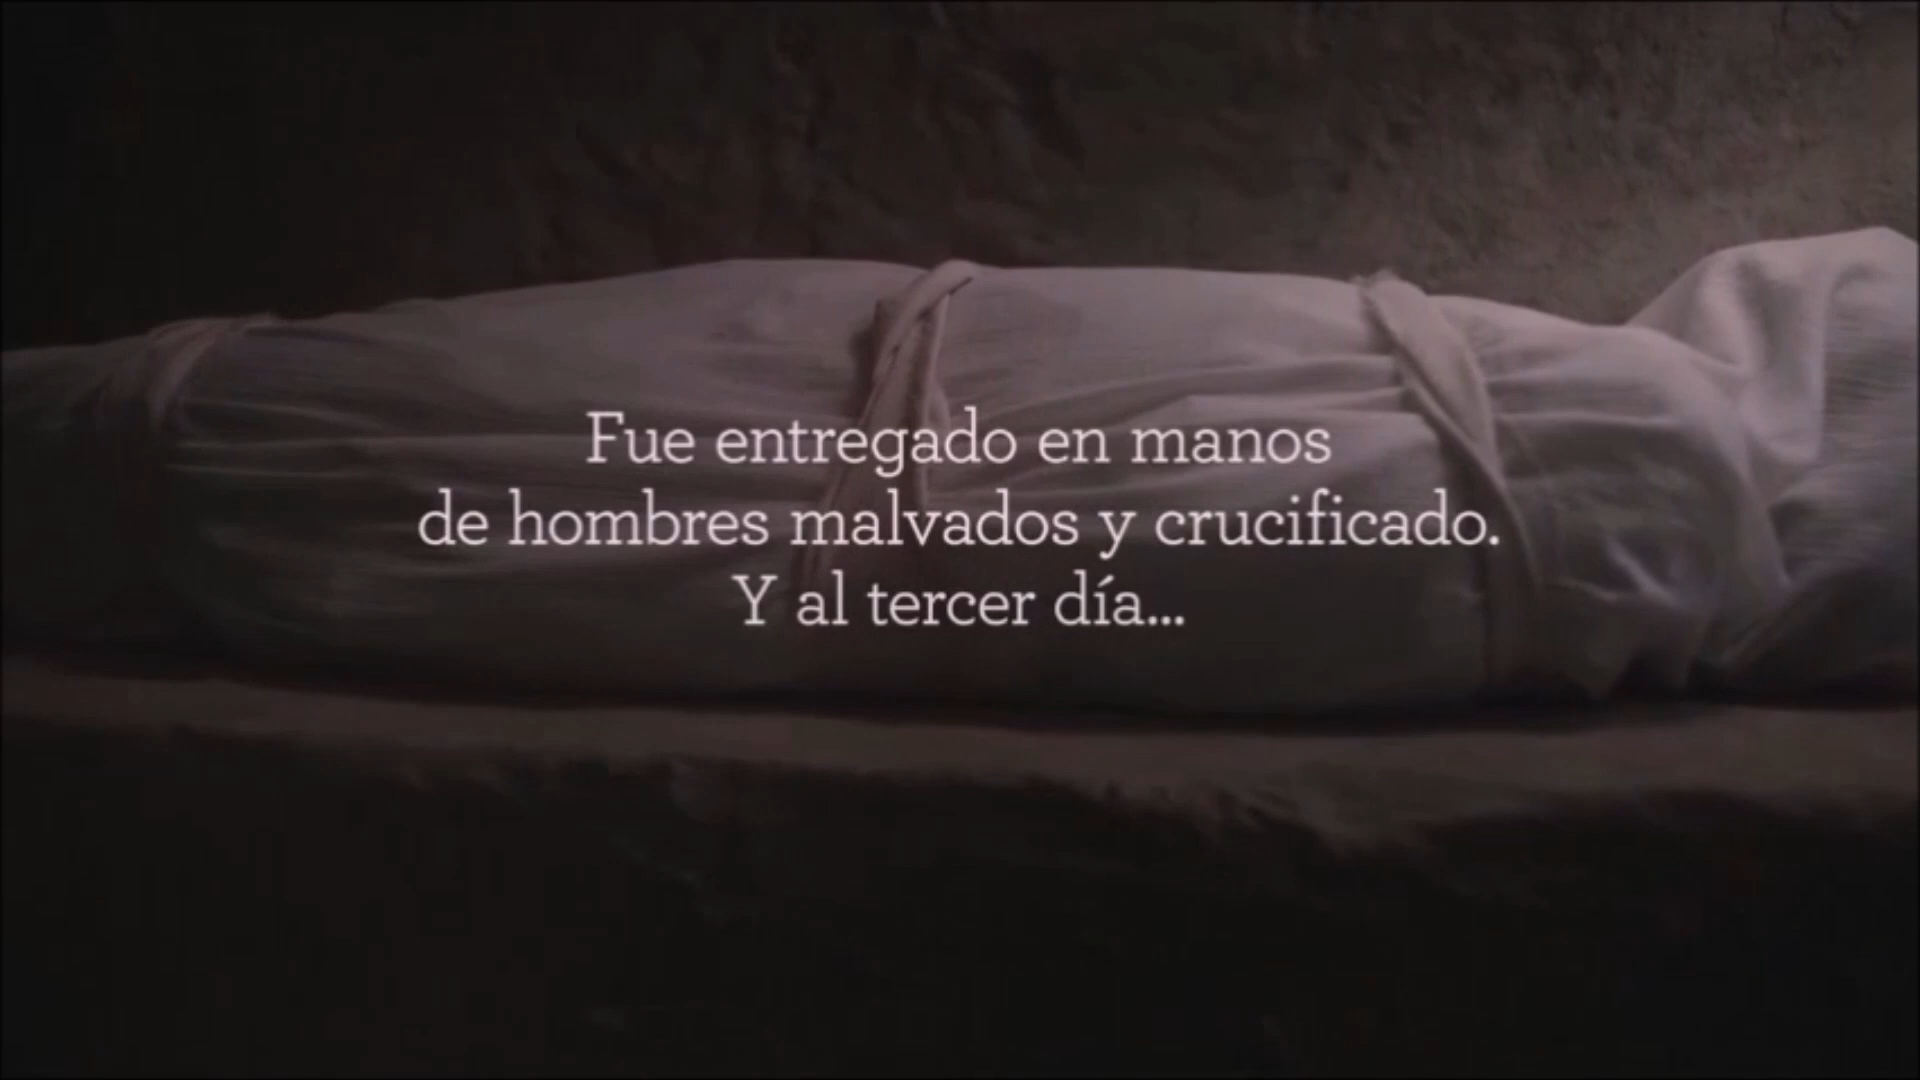 Fue entregado en manos
de hombres malvados y crucificado.
Y al tercer día...